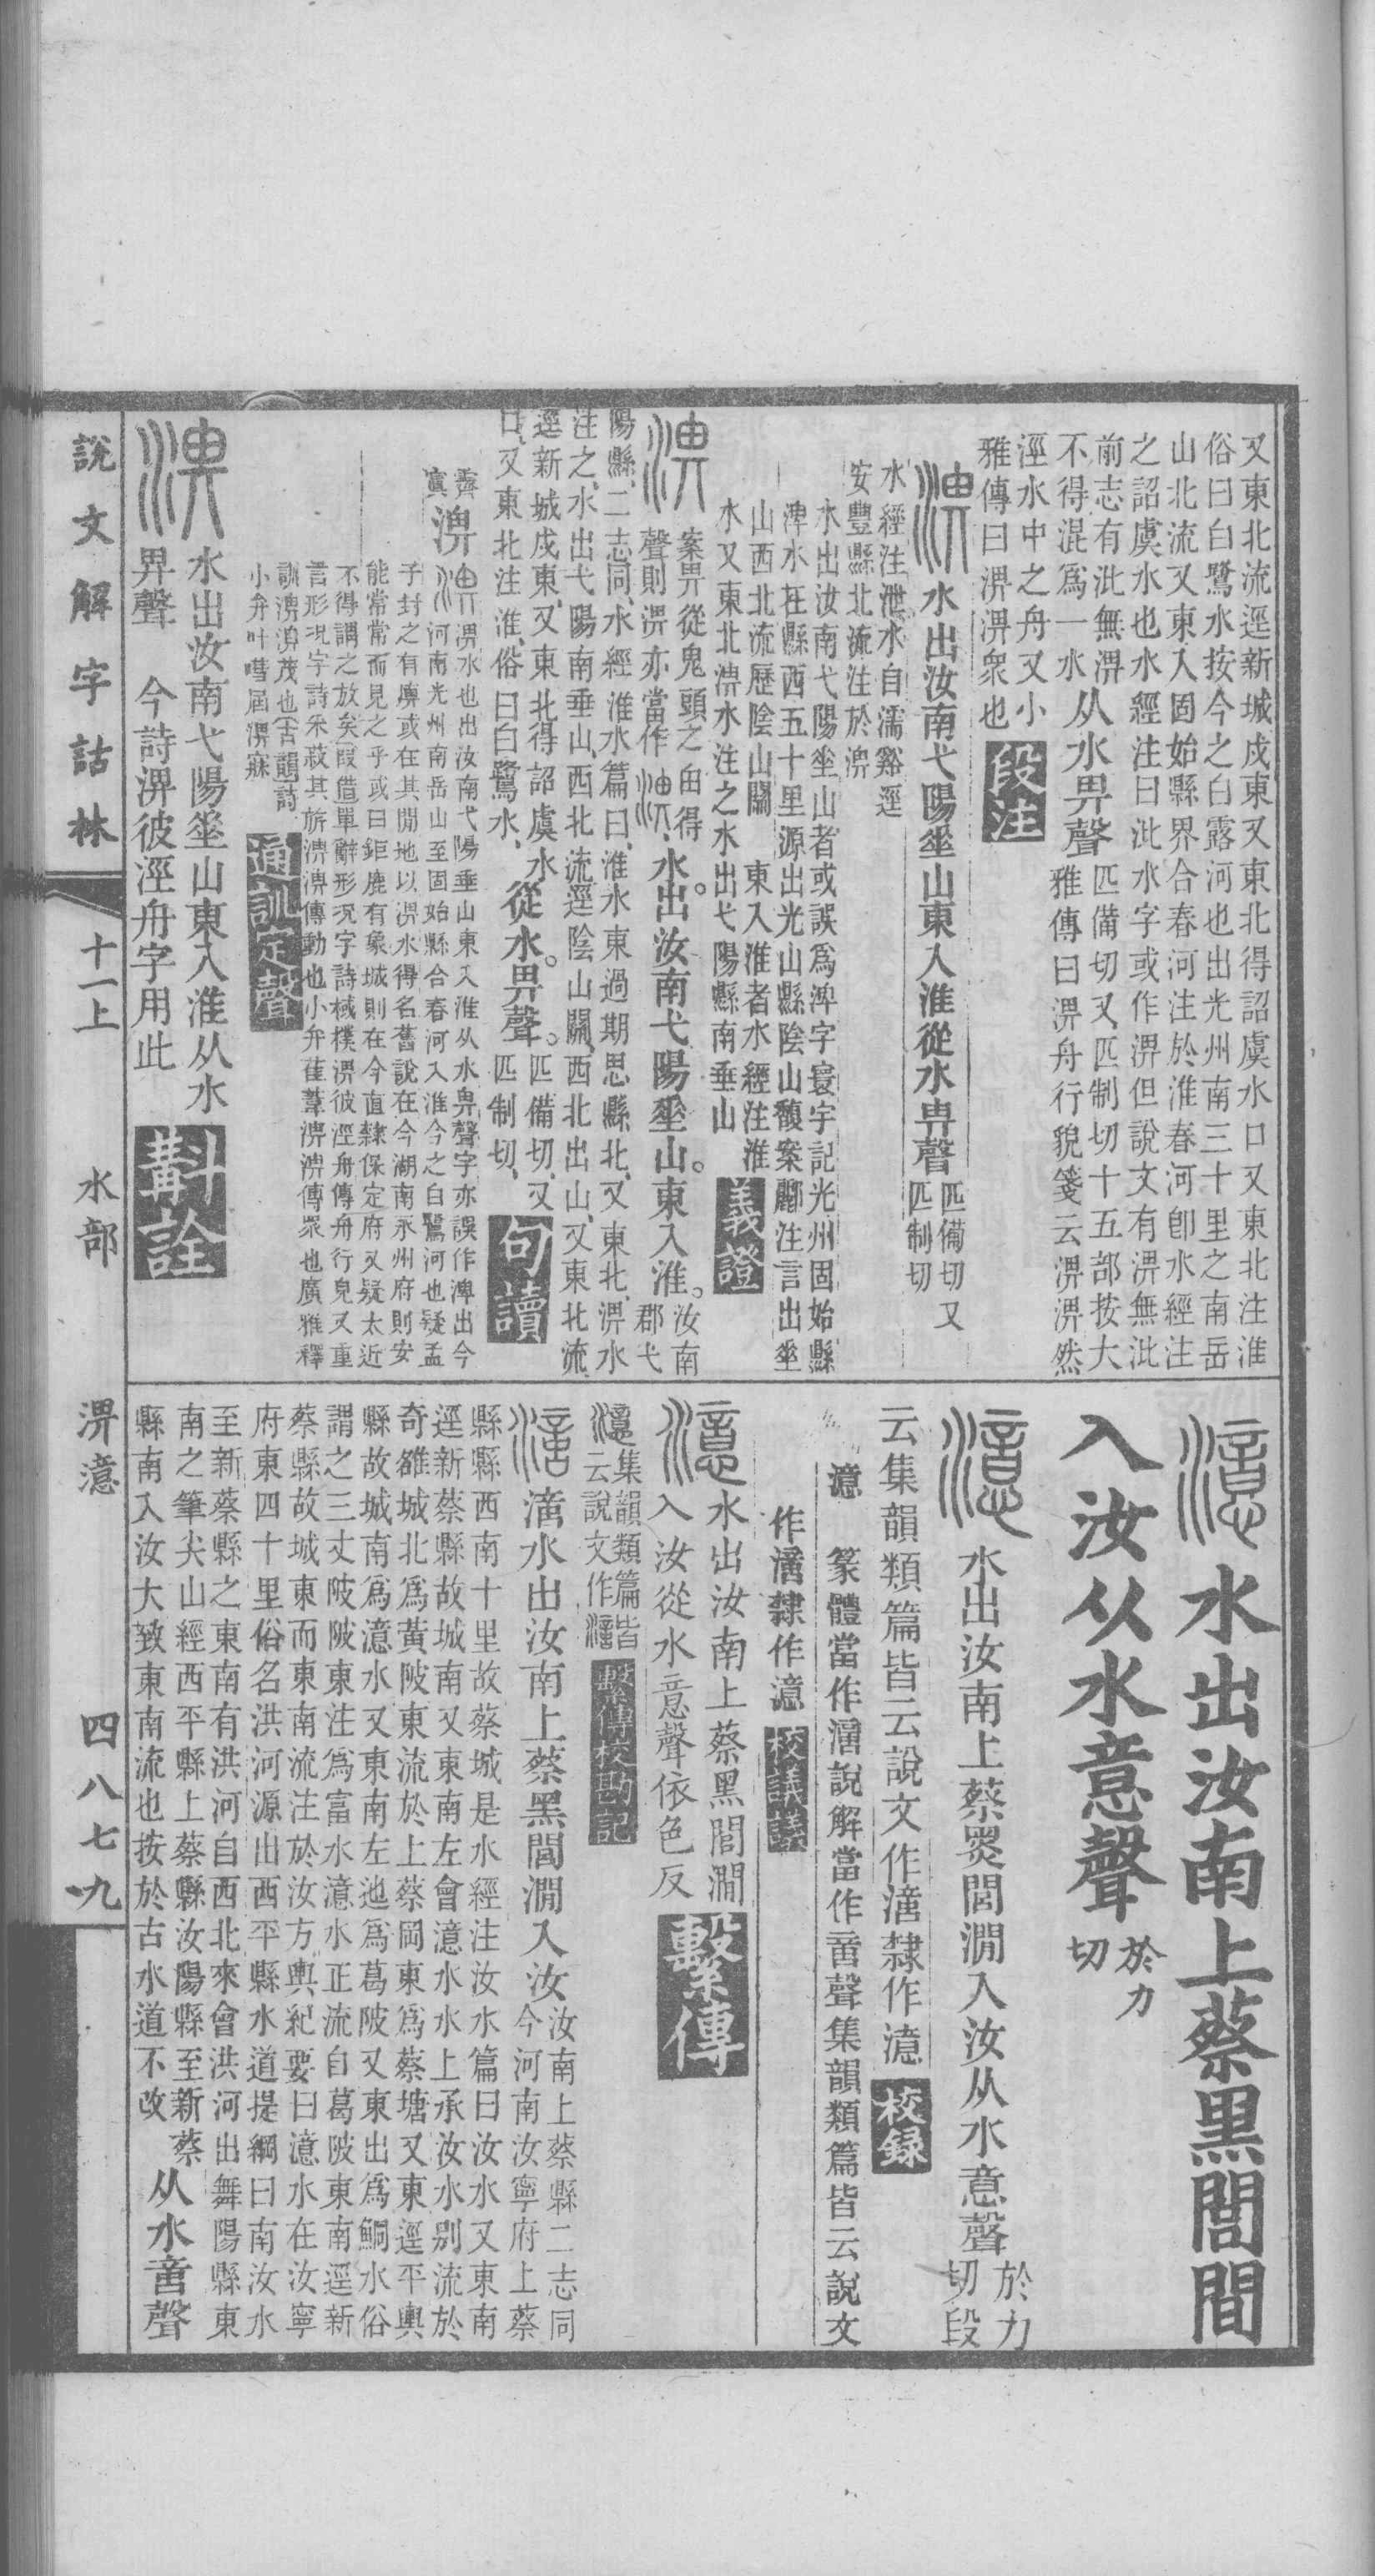 又東北流逕新城戍東又東北得詔虞水口又東北注淮
俗曰白鷺水按今之白露河也出光州南三十里之南岳
山北流又東入固始縣界合春河注於淮春河卽水經注
之詔虞水也水經注曰淠水字或作淠但說文有淠無淠
前志有沘無淠
不得混爲一水从水畀聲匹備切又匹制切十五部按大
雅傳曰淠舟行貌箋云淠淠然
涇水中之舟又小
雅傳曰淠淠衆也段注
水出汝南弋陽垂山東入淮從水畀聲匹備切又
匹制切
水經注泄水自濡谿逕
安豐縣北流注於淠
水出汝南弋陽垂山者或誤爲渒字寰宇記光州固始縣
渒水在縣西五十里源出光山縣陰山馥案酈注言出垂
山西北流歷陰山關東入淮者水經注淮
水又東北淠水注之水出弋陽縣南垂山義證
案畀從鬼頭之甶得
聲則淠亦當作
水出汝南弋陽垂山東入淮汝南
郡弋
陽縣二志同水經淮水篇曰淮水東過期思縣北又東北淠水
注之水出弋陽南垂山西北流逕陰山關西北出山又東北流
逕新城戍東又東北得詔虞水從水畀聲匹備切又
口又東北注淮俗曰白鷺水匹制切句讀
淠淠水也出汝南弋陽垂山東入淮从水畀聲字亦誤作渒出今
河南光州南岳山至固始縣合春河入淮今之白鷺河也疑孟
子封之有庳或在其閒地以淠水得名舊說在今湖南永州府則安
能常常而見之乎或曰鉅鹿有象城則在今直隸保定府又疑太近
不得謂之放矣叚借單辭形況字詩棫樸淠彼涇舟傳舟行皃又重
言形況字詩采菽其旂淠淠傳動也小弁萑葦淠淠傳衆也廣雅釋
訓淠淠茂也古韻詩
小弁叶嘒屆淠寐通訓定聲
水出汝南弋陽垂山東入淮从水
畀聲 今詩淠彼涇舟字用此斠詮
水出汝南上蔡黑閭澗
入汝从水意聲於力
切
水出汝南上蔡黑閭澗入汝从水意聲於力
切段
云集韻類篇皆云說文作㵄隸作澺校錄
澺 篆體當作㵄說解當作䇾聲集韻類篇皆云說文
作㵄隸作澺校議議
水出汝南上蔡黑閭澗
入汝從水意聲依色反繫傳
集韻類篇皆
云說文作㵄繫傳校勘記
㵄水出汝南上蔡黑閭澗入汝汝南上蔡縣二志同
今河南汝寧府上蔡
縣縣西南十里故蔡城是水經注汝水篇曰汝水又東南
逕新蔡縣故城南又東南左會澺水水上承汝水別流於
奇雒城北爲黃陂東流於上蔡岡東爲蔡塘又東逕平輿
縣故城南爲澺水又東南左迆爲葛陂又東出爲鮦水俗
謂之三丈陂陂東注爲富水澺水正流自葛陂東南逕新
蔡縣故城東而東南流注於汝方輿紀要曰澺水在汝寧
府東四十里俗名洪河源出西平縣水道提綱曰南汝水
至新蔡縣之東南有洪河自西北來會洪河出舞陽縣東
南之筆尖山經西平縣上蔡縣汝陽縣至新蔡
縣南入汝大致東南流也按於古水道不改从水䇾聲
說文解字詁林 十一上 水部 淠澺 四八七九